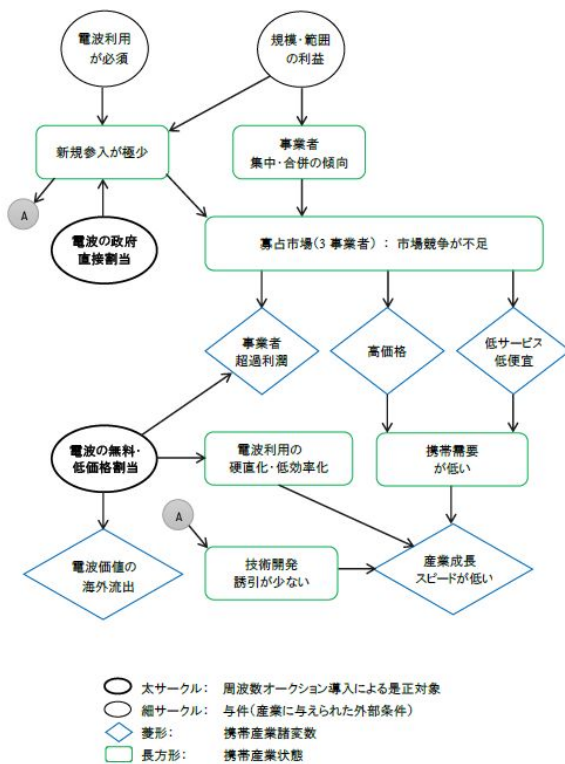 電波利用
が必須
規模・範囲
の利益
新規参入が極少
事業者
集中・合併の傾向
A
電波の政府
直接割当
寡占市場(3 事業者) : 市場競争が不足
事業者
超過利潤
高価格
低サービス
低便宜
電波の無料・
低価格割当
電波利用の
硬直化・低効率化
携帯需要
が低い
A
電波価値の
海外流出
技術開発
誘引が少ない
産業成長
スピードが低い
太サークル: 周波数オークション導入による是正対象
細サークル: 与件(産業に与えられた外部条件)
菱形: 携帯産業諸変数
長方形: 携帯産業状態